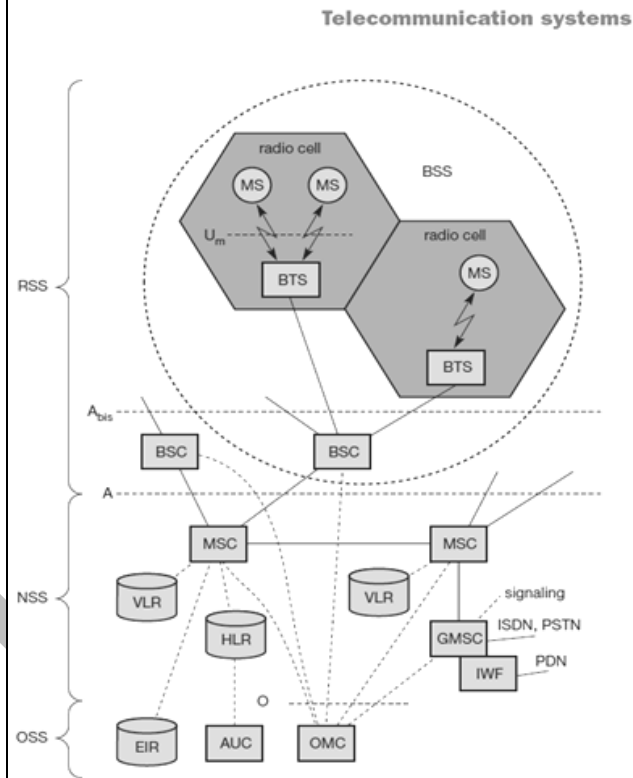 Telecommunication systems
radio cell
MS
MS
BSS
Um
radio cell
BTS
MS
RSS
BTS
Abis
BSC
BSC
A
MSC
MSC
VLR
VLR
signaling
NSS
HLR
GMSC
ISDN, PSTN
IWF
PDN
O
OSS
EIR
AUC
OMC